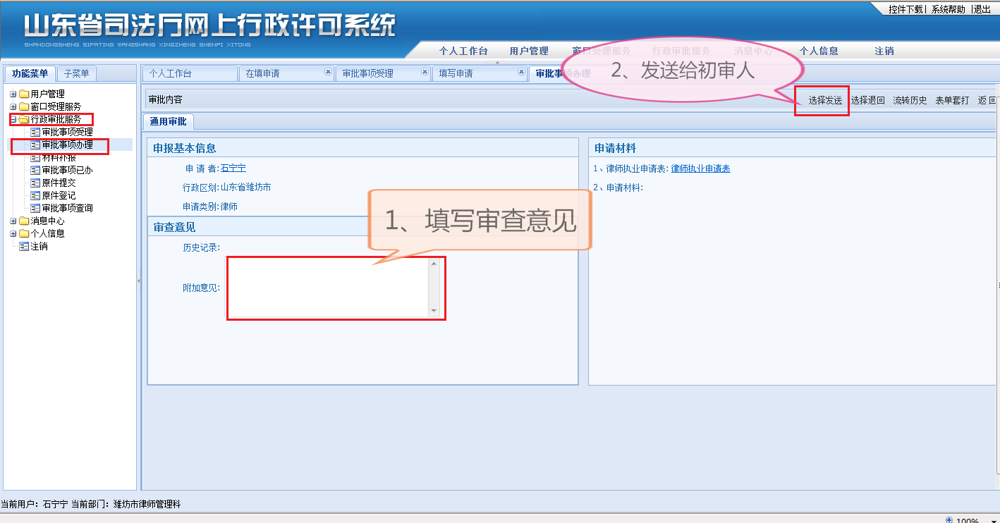 控件下载| 系统帮助 |退出
山东省司法厅网上行政许可系统
SHANDONGSHENG SIFATING WANGSHANG XINGZHENG SHENPI XITONG
个人工作台 用户管理 窗口受理服务 行政审批服务 消息中心 个人信息 注销
功能菜单 子菜单
个人工作台 在填申请 审批事项受理 填写申请 审批事项办理
2、发送给初审人
审批内容
选择发送 选择退回 流转历史 表单套打 返回
通用审批
用户管理
窗口受理服务
行政审批服务
审批事项受理
审批事项办理
材料补报
审批事项已办
原件提交
原件登记
审批事项查询
消息中心
个人信息
注销
申报基本信息
申 请 者:石宁宁
行政区划:山东省潍坊市
申请类别:律师
审查意见
历史记录:
附加意见:
1、填写审查意见
申请材料
1、律师执业申请表: 律师执业申请表
2、申请材料:
当前用户: 石宁宁 当前部门: 潍坊市律师管理科
100%